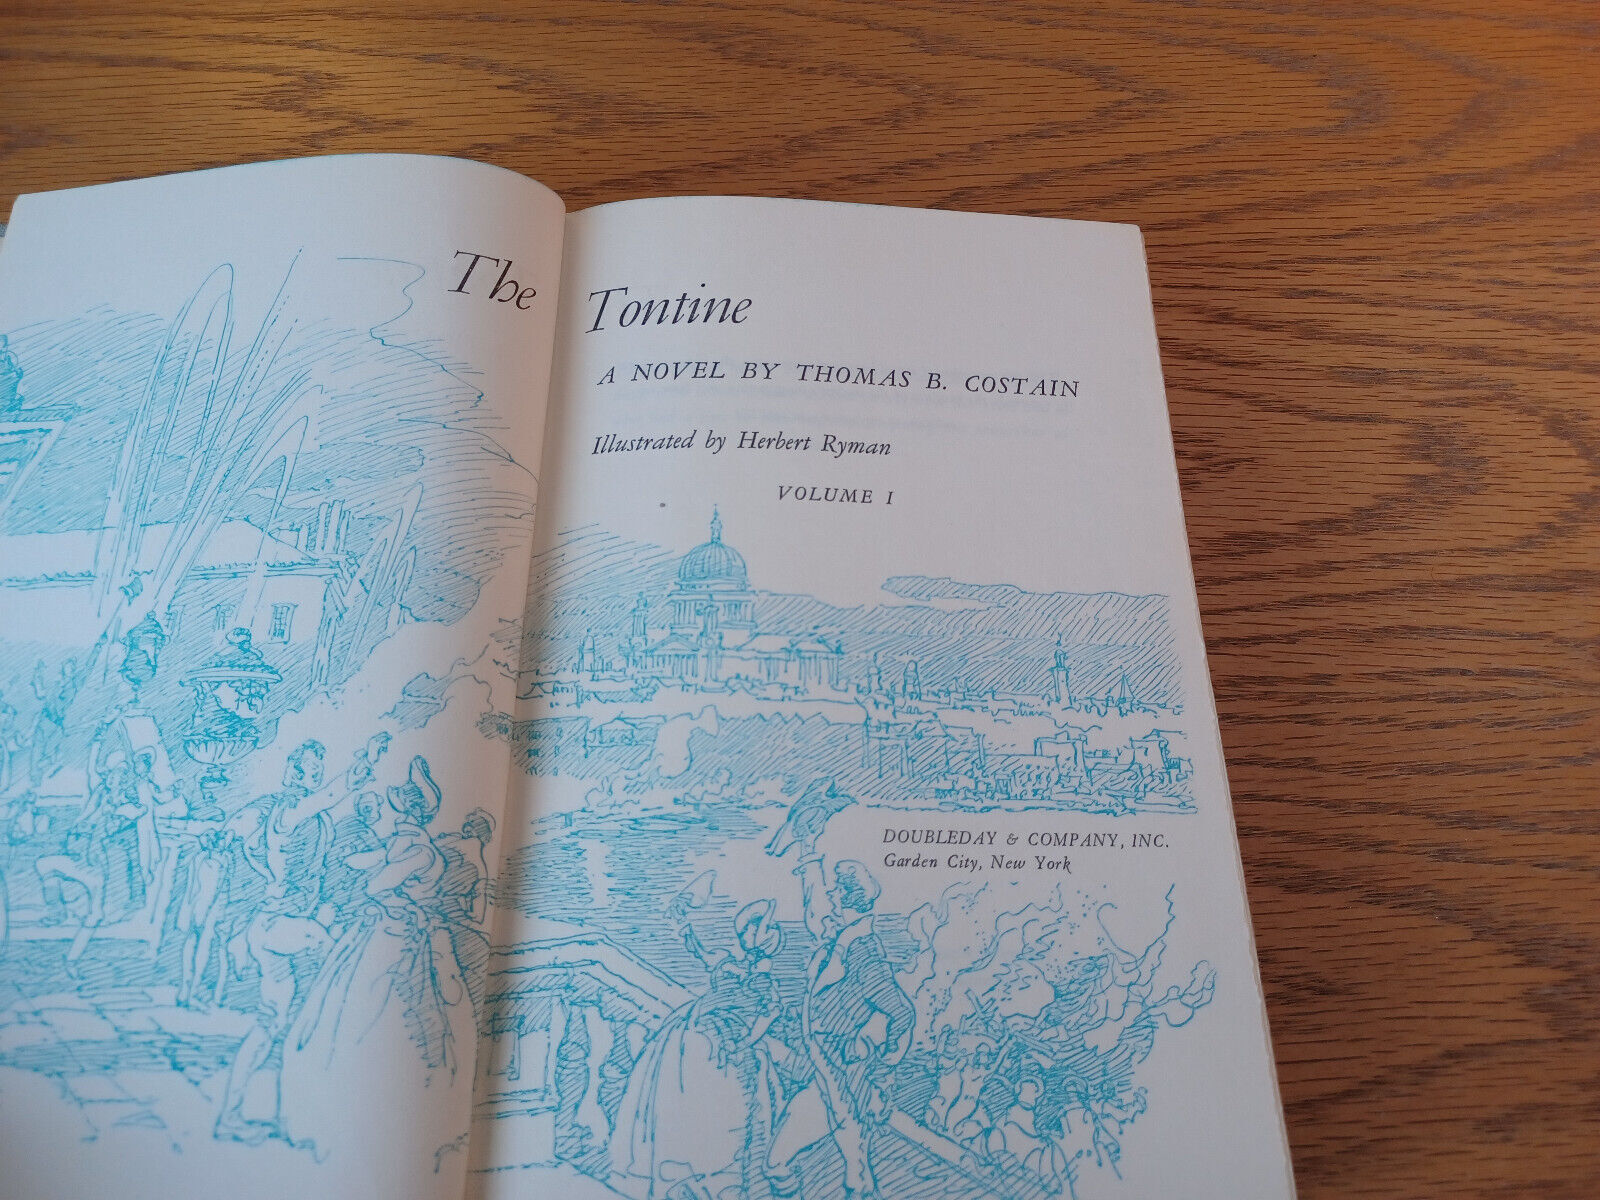 The Tontine
A NOVEL BY THOMAS B. COSTAIN
Illustrated by Herbert Ryman
VOLUME I
DOUBLEDAY & COMPANY, INC.
Garden City, New York